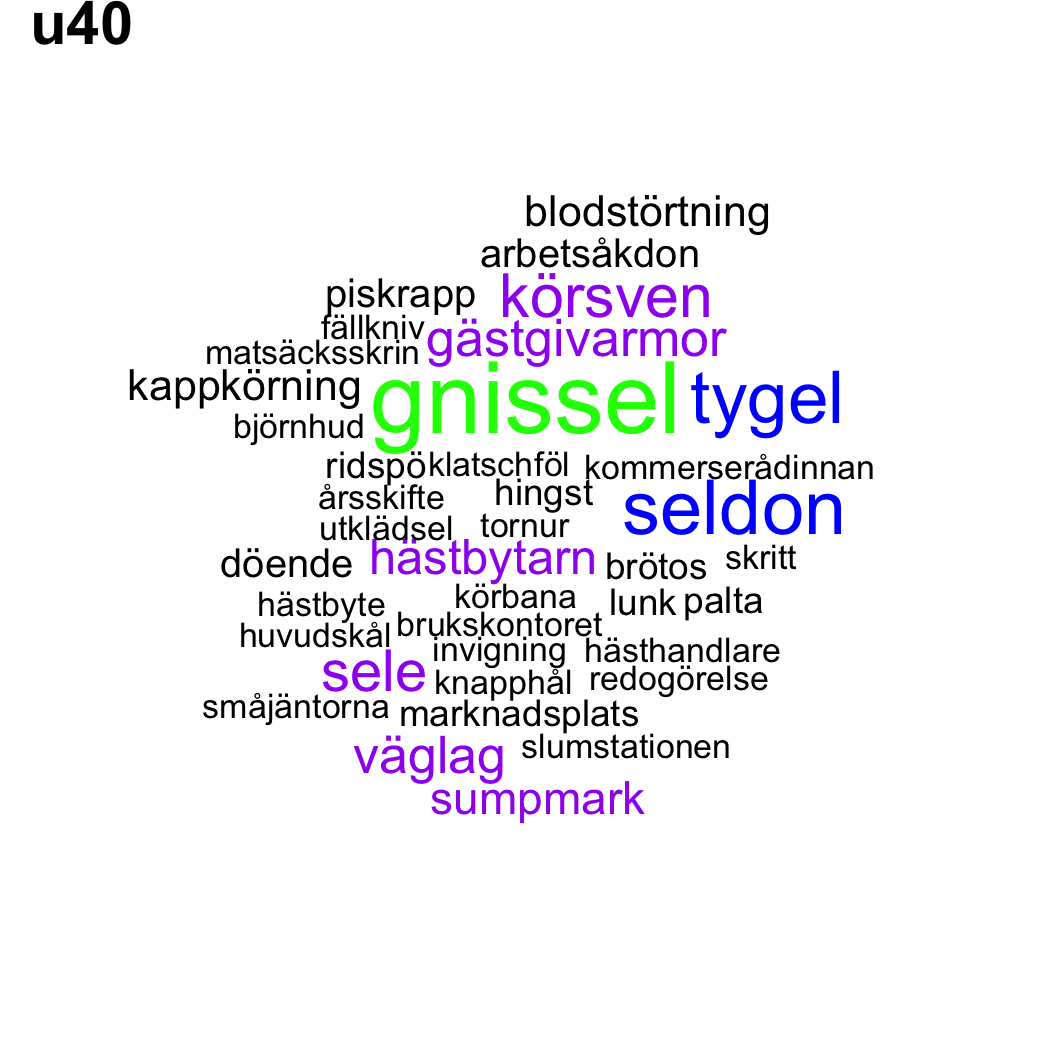 u40
blodstörtning
arbetsåkdon
piskrapp körsven
fällkniv gästgivarmor
matsäcksskrin
kappkörning gnissel tygel
björnhud
ridspö klatschföl kommerserådinnan
årsskifte hingst seldon
utklädsel tornur
döende hästbytarn brötos skritt
hästbyte körbana lunk palta
huvudskål brukskontoret
invigning hästhandlare
sele knapphål redogörelse
småjäntorna marknadsplats
väglag slumstationen
sumpmark